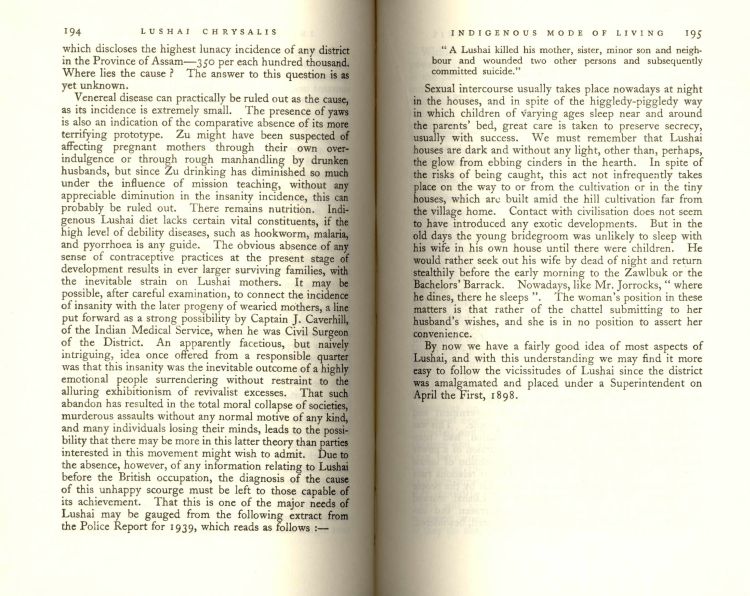 194 LUSHAI CHRYSALIS
which discloses the highest lunacy incidence of any district
in the Province of Assam—350 per each hundred thousand.
Where lies the cause ? The answer to this question is as
yet unknown.
Venereal disease can practically be ruled out as the cause,
as its incidence is extremely small. The presence of yaws
is also an indication of the comparative absence of its more
terrifying prototype. Zu might have been suspected of
affecting pregnant mothers through their own over-
indulgence or through rough manhandling by drunken
husbands, but since Zu drinking has diminished so much
under the influence of mission teaching, without any
appreciable diminution in the insanity incidence, this can
probably be ruled out. There remains nutrition. Indi-
genous Lushai diet lacks certain vital constituents, if the
high level of debility diseases, such as hookworm, malaria,
and pyorrhoea is any guide. The obvious absence of any
sense of contraceptive practices at the present stage of
development results in ever larger surviving families, with
the inevitable strain on Lushai mothers. It may be
possible, after careful examination, to connect the incidence
of insanity with the later progeny of wearied mothers, a line
put forward as a strong possibility by Captain J. Caverhill,
of the Indian Medical Service, when he was Civil Surgeon
of the District. An apparently facetious, but naively
intriguing, idea once offered from a responsible quarter
was that this insanity was the inevitable outcome of a highly
emotional people surrendering without restraint to the
alluring exhibitionism of revivalist excesses. That such
abandon has resulted in the total moral collapse of societies,
murderous assaults without any normal motive of any kind,
and many individuals losing their minds, leads to the possi-
bility that there may be more in this latter theory than parties
interested in this movement might wish to admit. Due to
the absence, however, of any information relating to Lushai
before the British occupation, the diagnosis of the cause
of this unhappy scourge must be left to those capable of
its achievement. That this is one of the major needs of
Lushai may be gauged from the following extract from
the Police Report for 1939, which reads as follows :—
INDIGENOUS MODE OF LIVING 195
" A Lushai killed his mother, sister, minor son and neigh-
bour and wounded two other persons and subsequently
committed suicide."
Sexual intercourse usually takes place nowadays at night
in the houses, and in spite of the higgledy-piggledy way
in which children of varying ages sleep near and around
the parents' bed, great care is taken to preserve secrecy,
usually with success. We must remember that Lushai
houses are dark and without any light, other than, perhaps,
the glow from ebbing cinders in the hearth. In spite of
the risks of being caught, this act not infrequently takes
place on the way to or from the cultivation or in the tiny
houses, which are built amid the hill cultivation far from
the village home. Contact with civilisation does not seem
to have introduced any exotic developments. But in the
old days the young bridegroom was unlikely to sleep with
his wife in his own house until there were children. He
would rather seek out his wife by dead of night and return
stealthily before the early morning to the Zawlbuk or the
Bachelors' Barrack. Nowadays, like Mr. Jorrocks, " where
he dines, there he sleeps ". The woman's position in these
matters is that rather of the chattel submitting to her
husband's wishes, and she is in no position to assert her
convenience.
By now we have a fairly good idea of most aspects of
Lushai, and with this understanding we may find it more
easy to follow the vicissitudes of Lushai since the district
was amalgamated and placed under a Superintendent on
April the First, 1898.